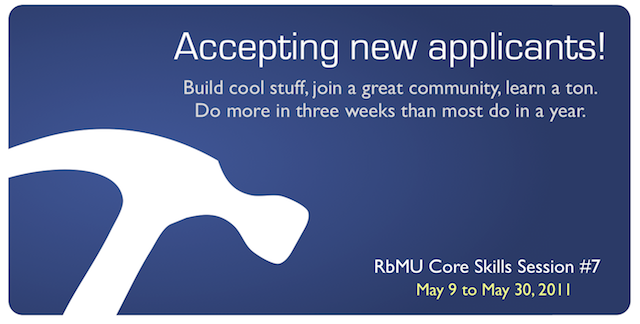 Accepting new applicants!
Build cool stuff, join a great community, learn a ton.
Do more in three weeks than most do in a year.
RbMU Core Skills Session #7
May 9 to May 30, 2011